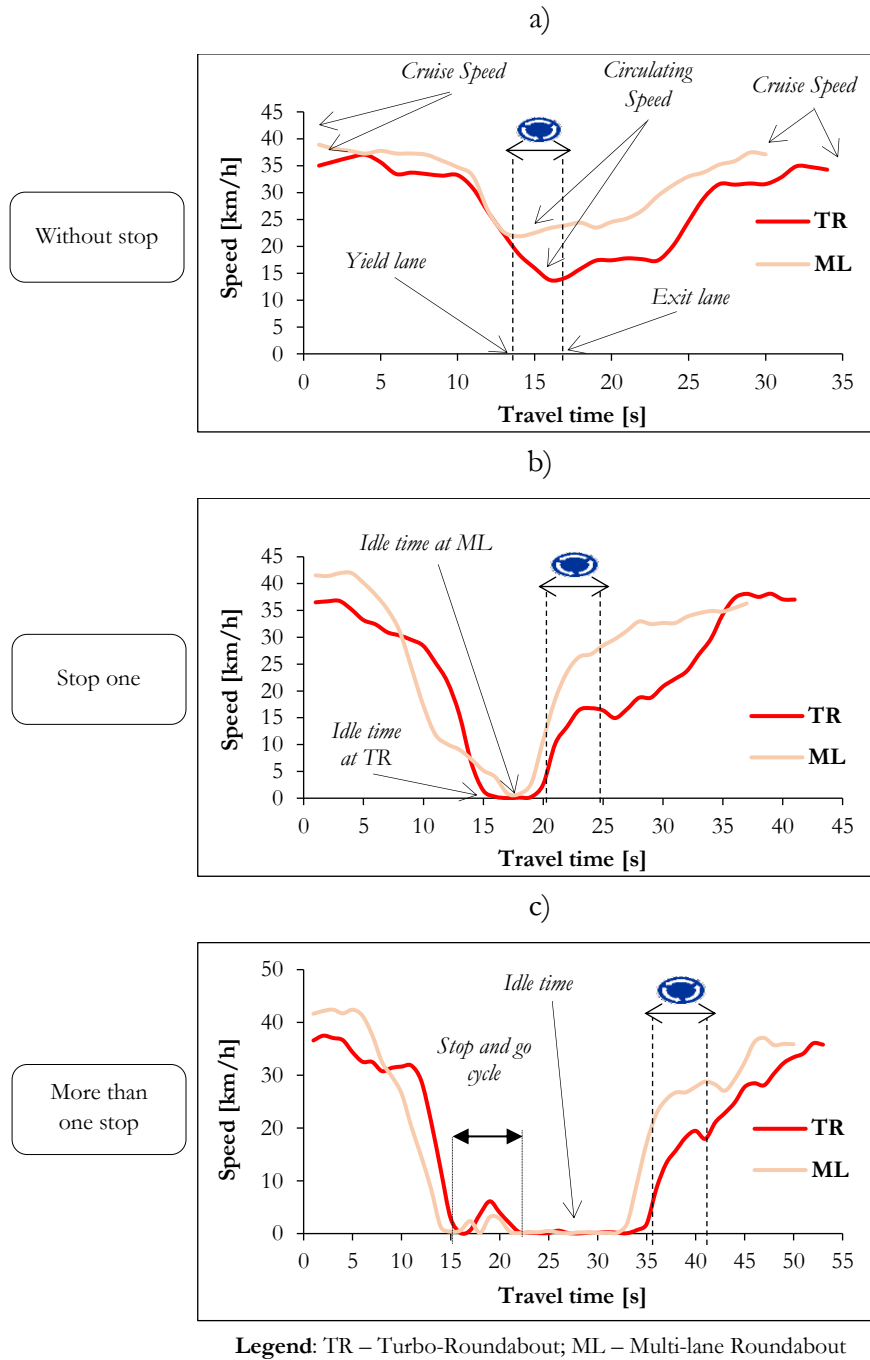 a)
Cruise Speed
Circulating
Speed
Cruise Speed
45
40
35
30
25
20
15
10
5
0
Speed [km/h]
Without stop
TR
ML
Yield lane
Exit lane
0 5 10 15 20 25 30 35
Travel time [s]
b)
Idle time at ML
45
40
35
30
25
20
15
10
5
0
Speed [km/h]
Stop one
TR
ML
Idle time
at TR
0 5 10 15 20 25 30 35 40 45
Travel time [s]
c)
Idle time
50
40
30
20
10
0
Speed [km/h]
Stop and go
cycle
More than
one stop
TR
ML
0 5 10 15 20 25 30 35 40 45 50 55
Travel time [s]
Legend: TR – Turbo-Roundabout; ML – Multi-lane Roundabout